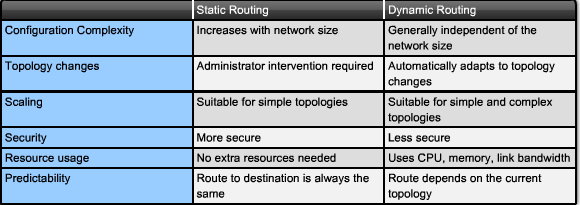 Static Routing Dynamic Routing
Configuration Complexity Increases with network size Generally independent of the
network size
Topology changes Administrator intervention required Automatically adapts to topology
changes
Scaling Suitable for simple topologies Suitable for simple and complex
topologies
Security More secure Less secure
Resource usage No extra resources needed Uses CPU, memory, link bandwidth
Predictability Route to destination is always the Route depends on the current
same topology